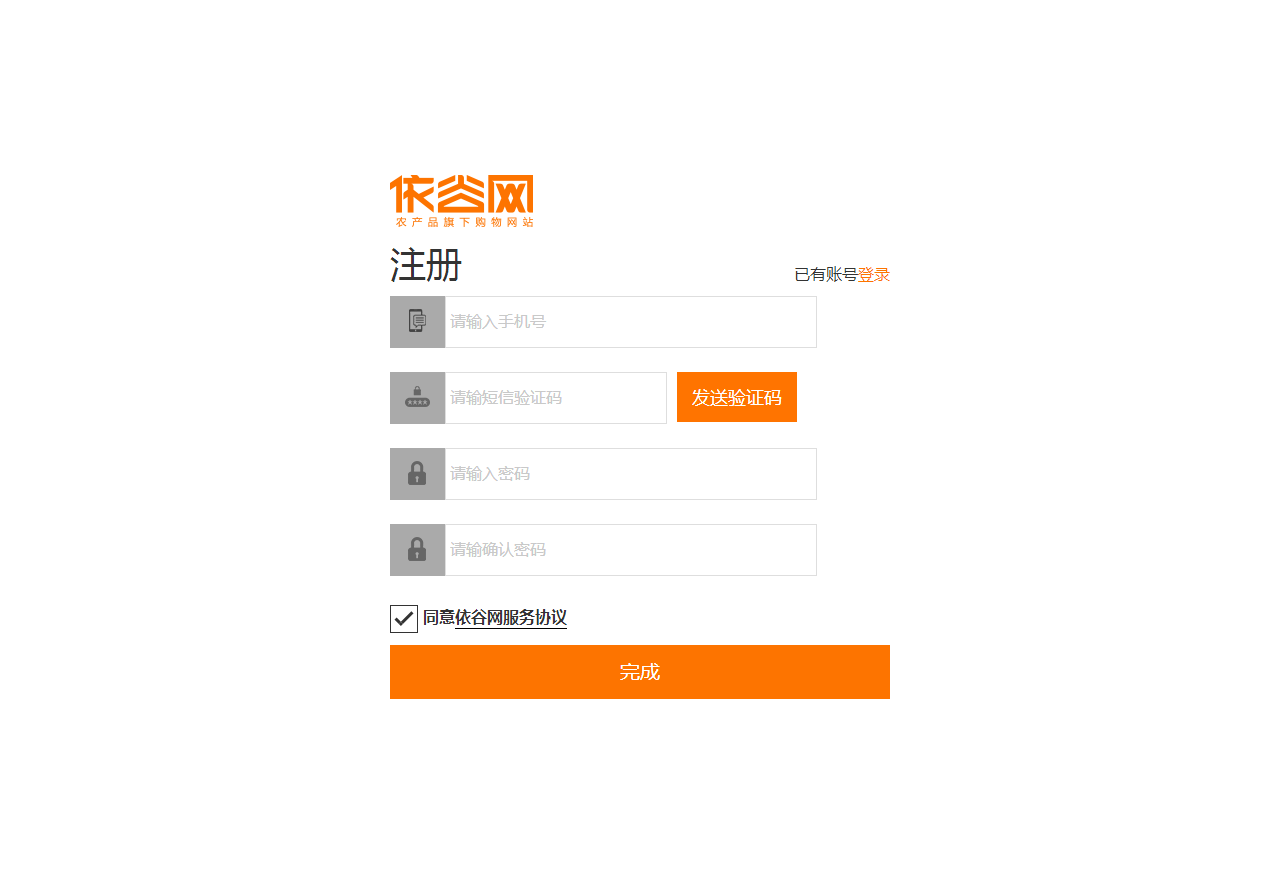 依谷网
农产品旗下购物网站
注册
已有账号登录
请输入手机号
请输短信验证码
发送验证码
请输入密码
请输确认密码
同意依谷网服务协议
完成